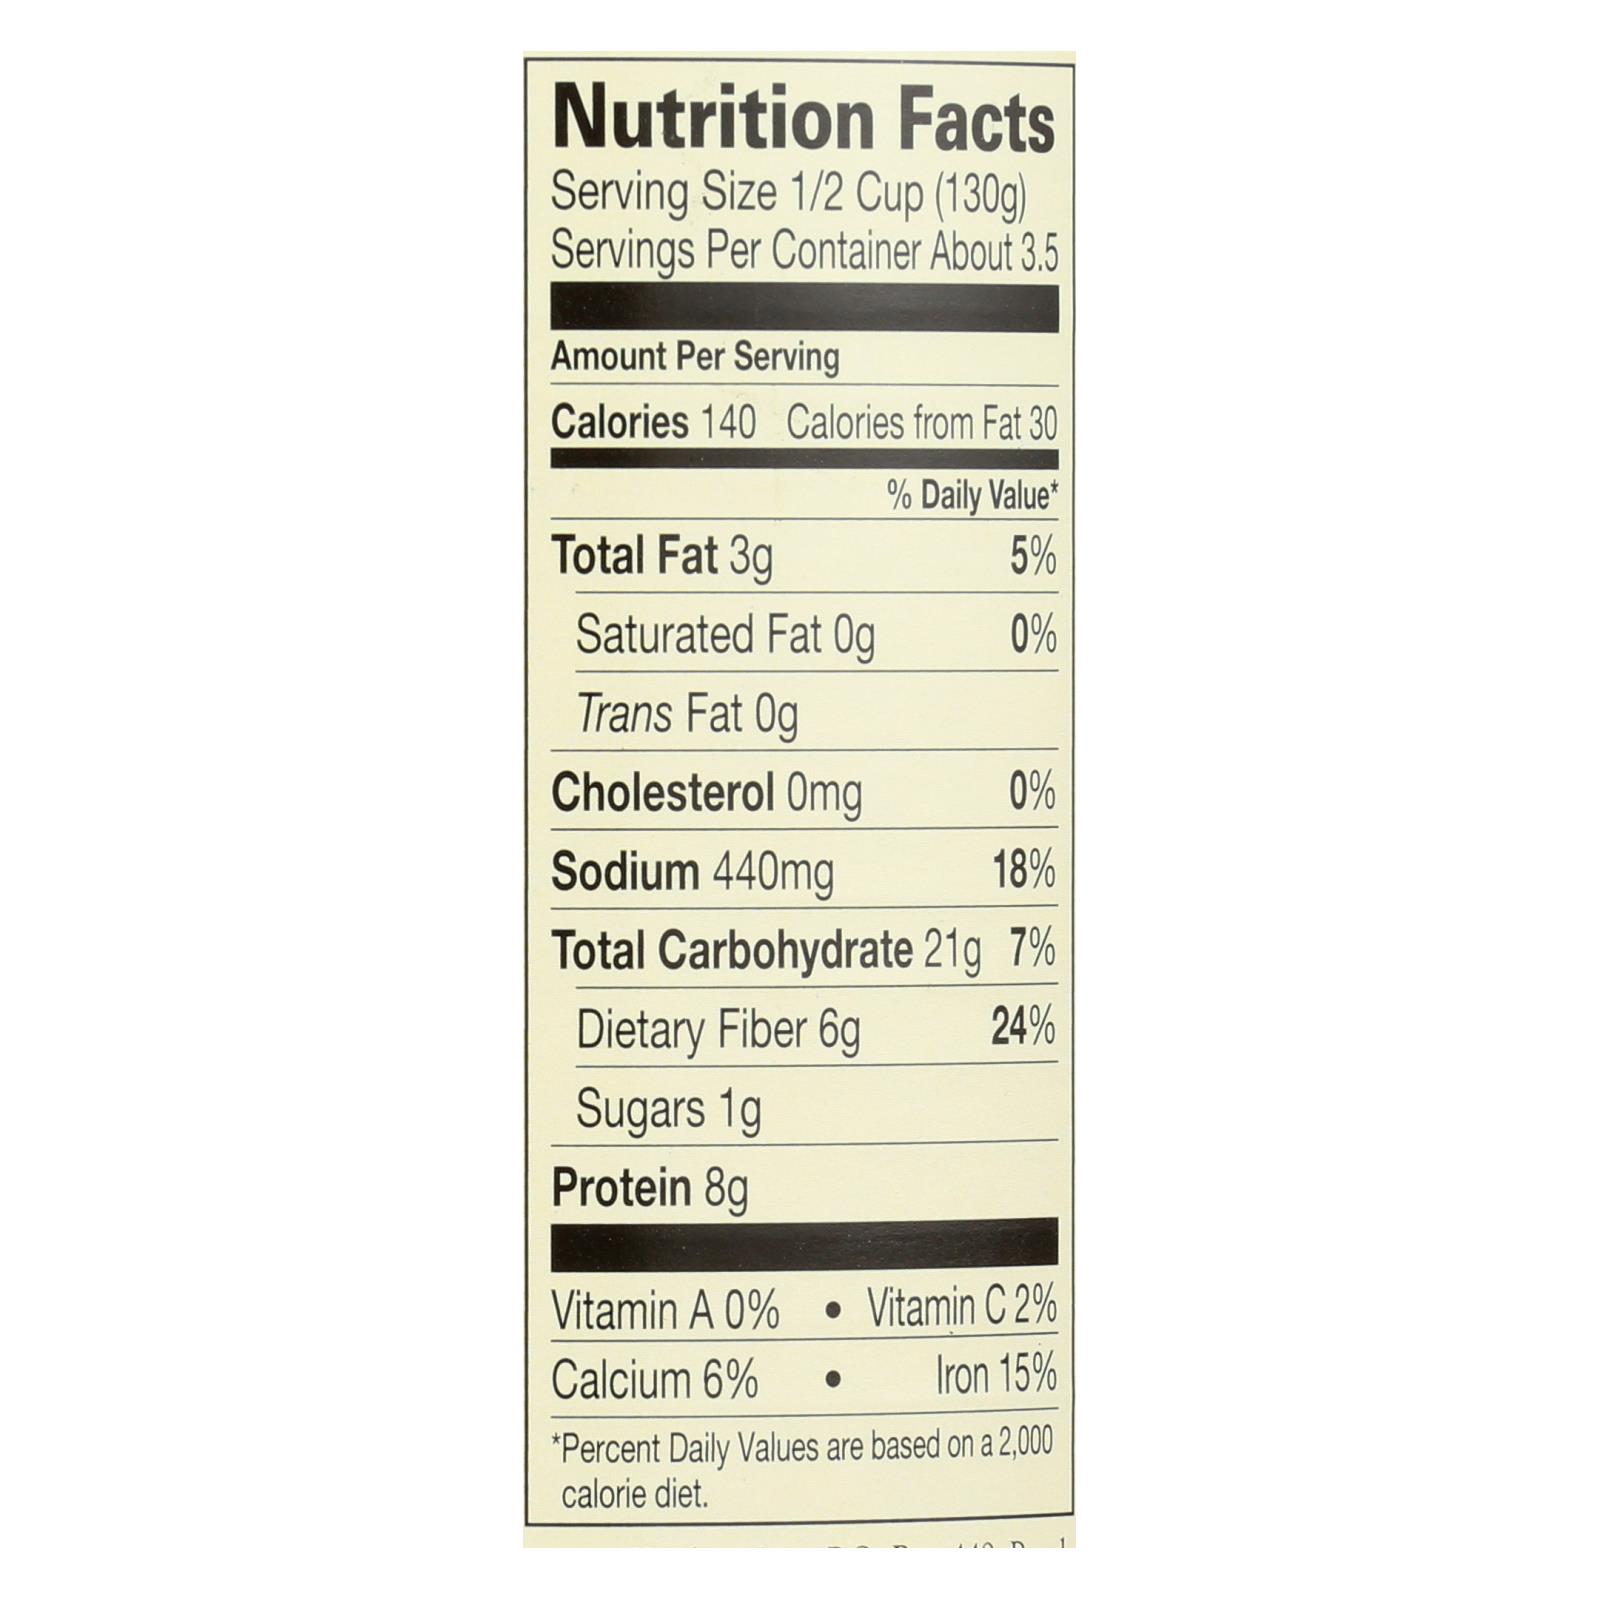 Nutrition Facts
Serving Size 1/2 Cup (130g)
Servings Per Container About 3.5
Amount Per Serving
Calories 140 Calories from Fat 30
% Daily Value*
Total Fat 3g 5%
Saturated Fat 0g 0%
Trans Fat 0g
Cholesterol 0mg 0%
Sodium 440mg 18%
Total Carbohydrate 21g 7%
Dietary Fiber 6g 24%
Sugars 1g
Protein 8g
Vitamin A 0% • Vitamin C 2%
Calcium 6% • Iron 15%
*Percent Daily Values are based on a 2,000
calorie diet.